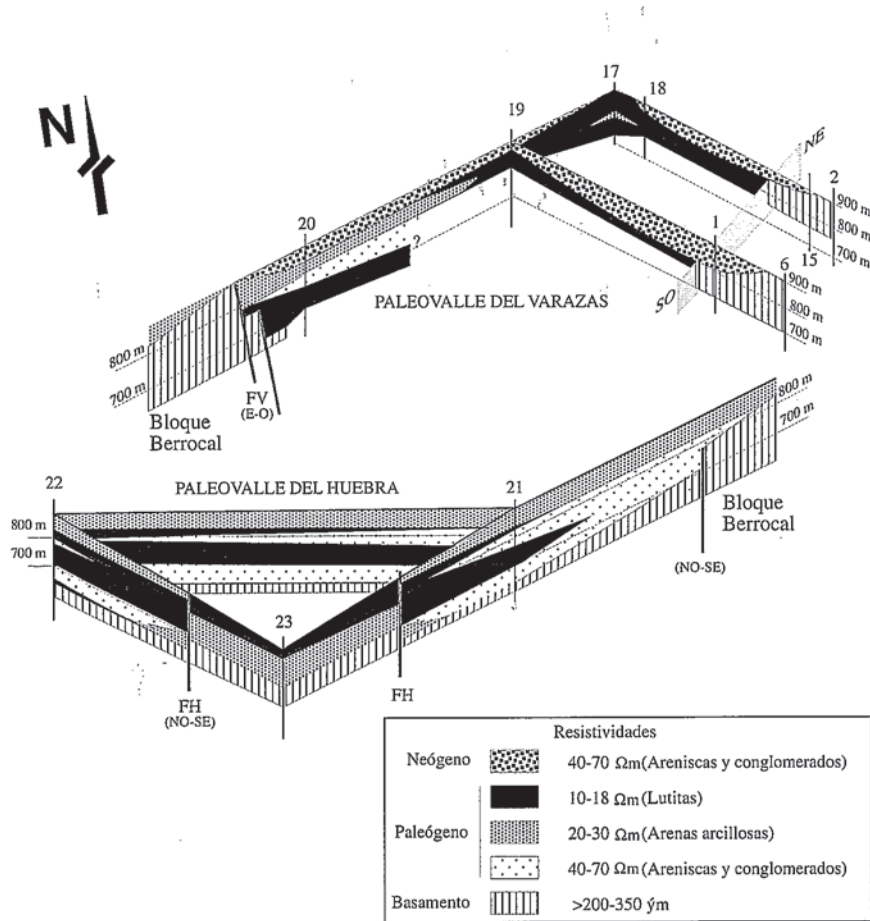 N
17
18
19
NE
2
20
900 m
800 m
700 m
1
15
?
6
PALEOVALLE DEL VARAZAS
SO
900 m
800 m
700 m
800 m
700 m
FV
(E-O)
Bloque
Berrocal
800 m
700 m
22
PALEOVALLE DEL HUEBRA
21
Bloque
Berrocal
800 m
700 m
(NO-SE)
23
FH
(NO-SE)
FH
Resistividades
Neógeno 40-70 Ωm (Areniscas y conglomerados)
10-18 Ωm (Lutitas)
Paleógeno 20-30 Ωm (Arenas arcillosas)
40-70 Ωm (Areniscas y conglomerados)
Basamento >200-350 ým